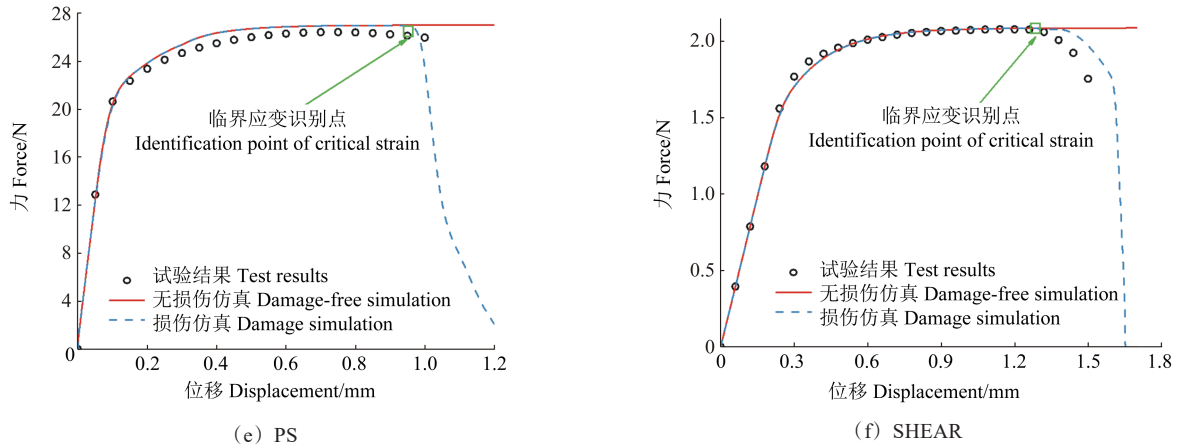 28
24
20
16
12
8
4
0
力 Force/N
临界应变识别点
Identification point of critical strain
试验结果 Test results
无损伤仿真 Damage-free simulation
损伤仿真 Damage simulation
0.2 0.4 0.6 0.8 1.0 1.2
位移 Displacement/mm
(e) PS
2.0
1.5
1.0
0.5
0
力 Force/N
临界应变识别点
Identification point of critical strain
试验结果 Test results
无损伤仿真 Damage-free simulation
损伤仿真 Damage simulation
0 0.3 0.6 0.9 1.2 1.5 1.8
位移 Displacement/mm
(f) SHEAR